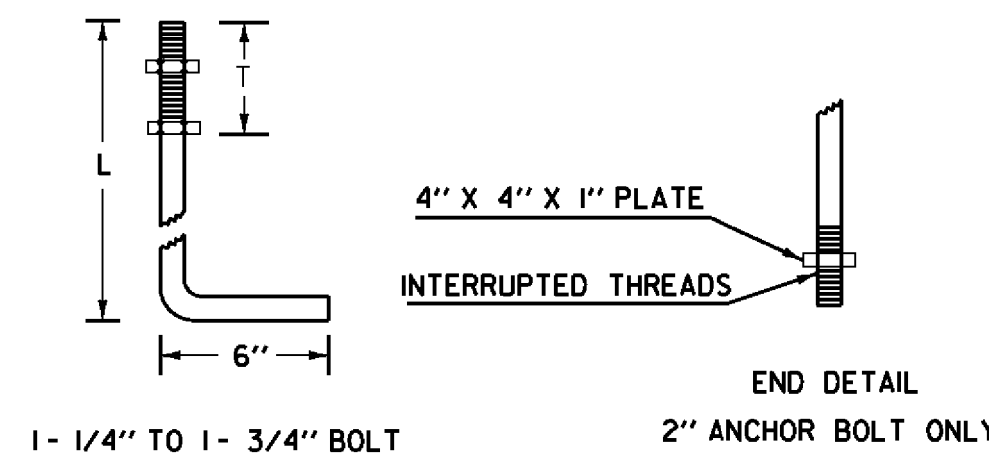 T
L
4" X 4" X 1" PLATE
INTERRUPTED THREADS
6"
END DETAIL
1- 1/4" TO 1- 3/4" BOLT
2" ANCHOR BOLT ONLY